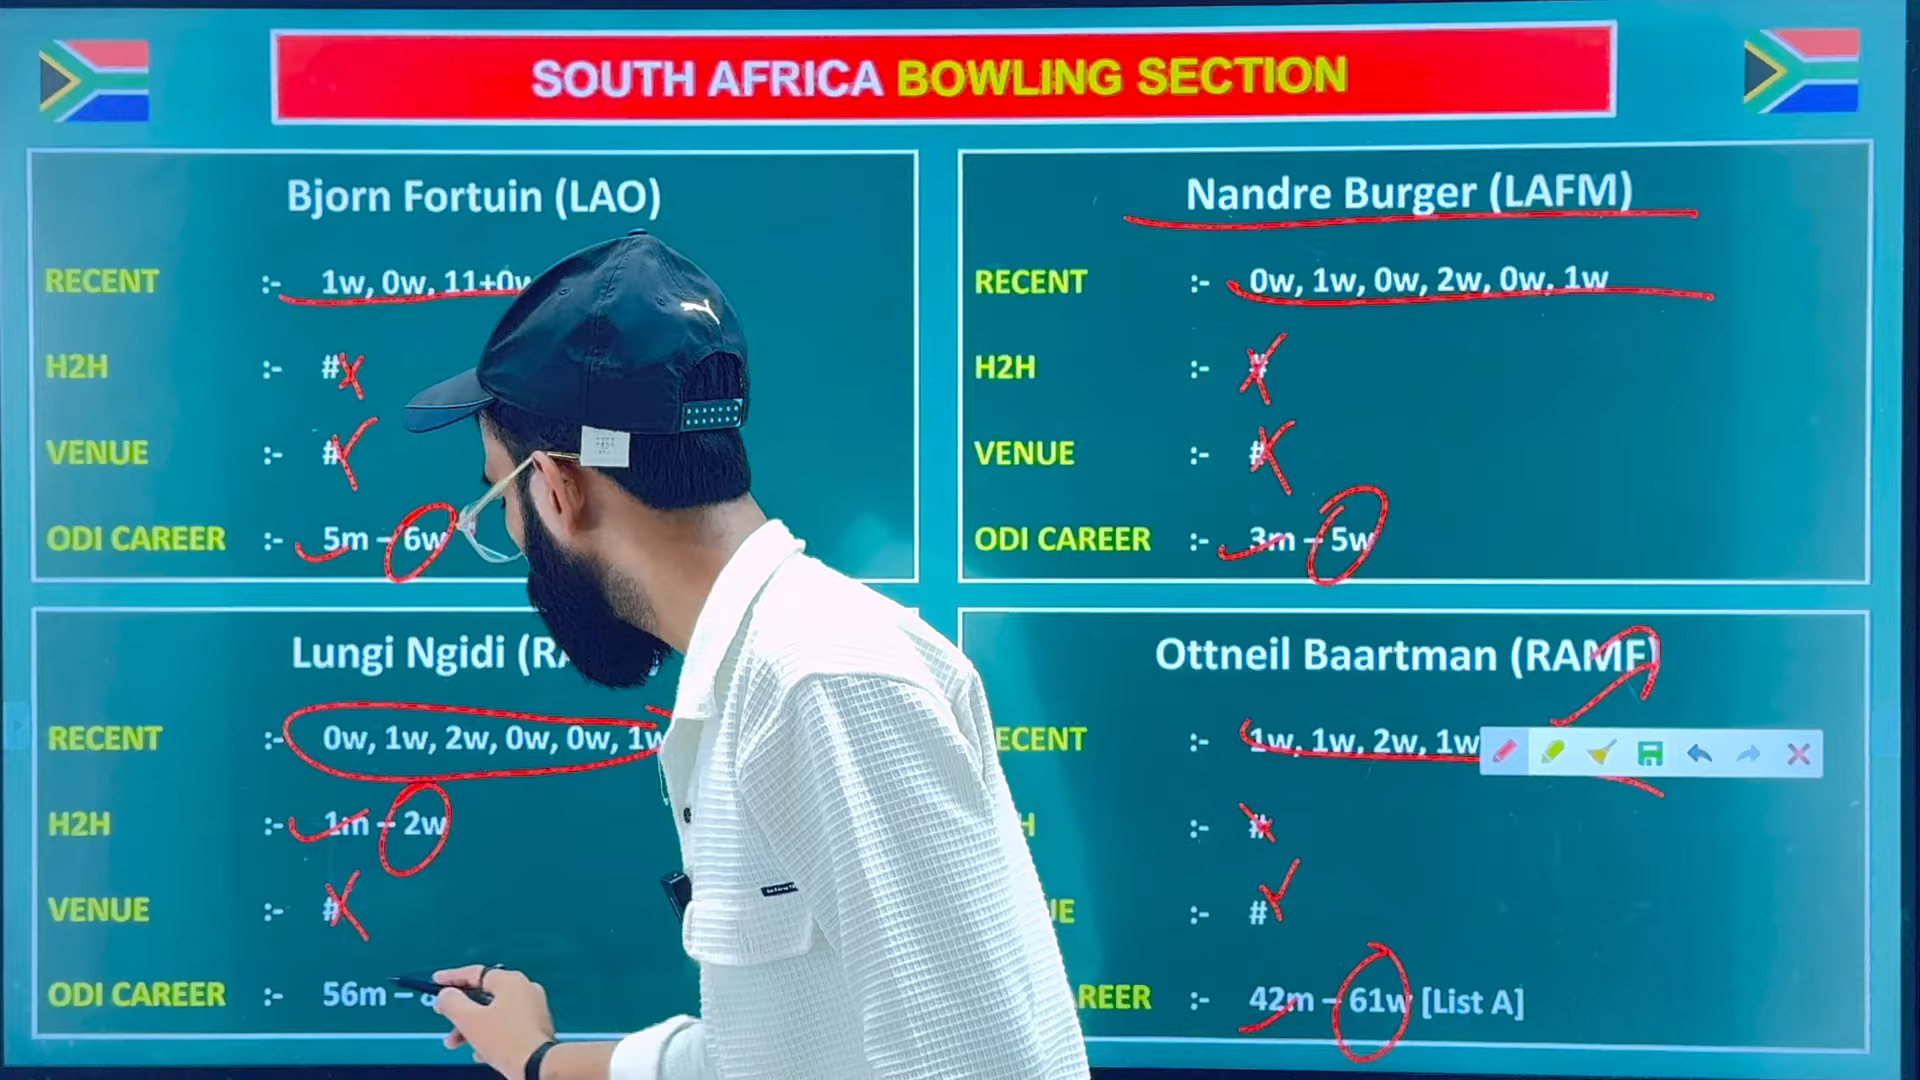 SOUTH AFRICA BOWLING SECTION
Bjorn Fortuin (LAO)
RECENT :- 1w, 0w, 11+0w
H2H :- #
VENUE :- #
ODI CAREER :- 5m – 6w
Nandre Burger (LAFM)
RECENT :- 0w, 1w, 0w, 2w, 0w, 1w
H2H :- #
VENUE :- #
ODI CAREER :- 3m – 5w
Lungi Ngidi
RECENT :- 0w, 1w, 2w, 0w, 0w, 1w
H2H :- 1m – 2w
VENUE :- #
ODI CAREER :- 56m –
Ottneil Baartman (RAMF)
RECENT :- 1w, 1w, 2w, 1w
:- #
:- #
:- 42m – 61w [List A]